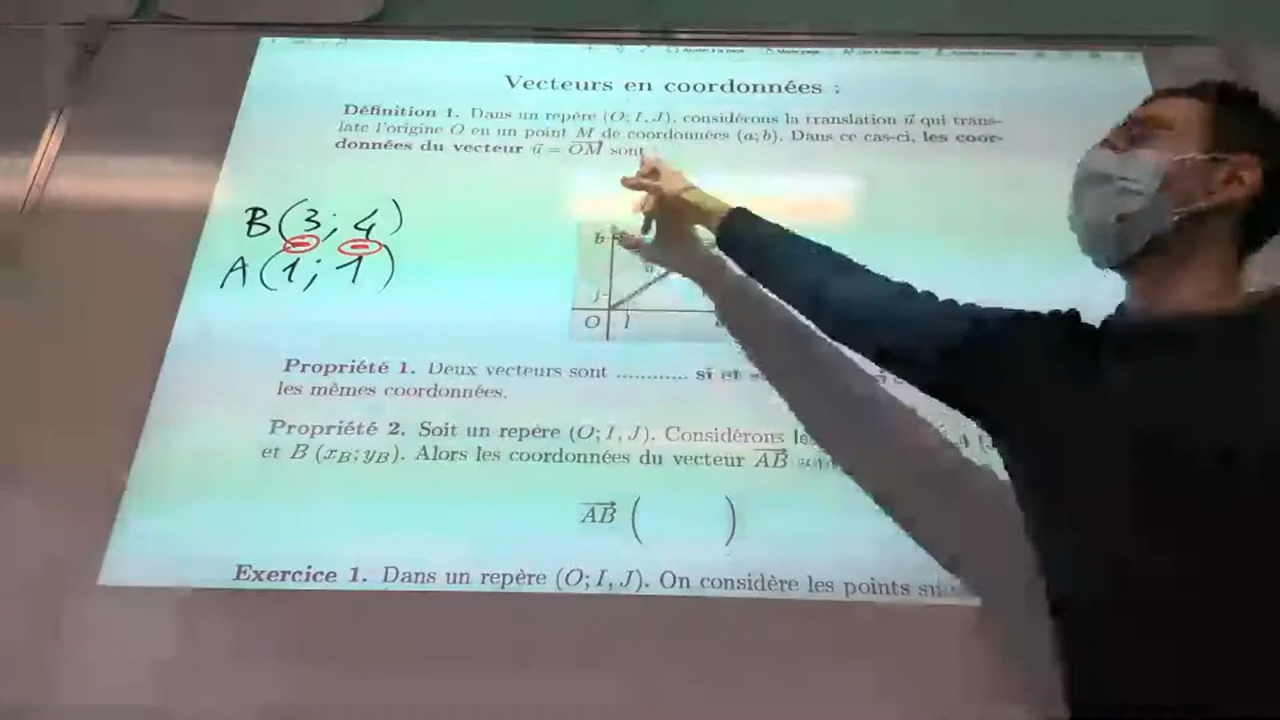 Vecteurs en coordonnées :
Définition 1. Dans un repère (O; I, J), considérons la translation u⃗ qui trans-
late l'origine O en un point M de coordonnées (a; b). Dans ce cas-ci, les coor-
données du vecteur u⃗ = OM⃗ sont
B(3; 4)
− −
A(1; 1)
b
J
O I
Propriété 1. Deux vecteurs sont ............ si et
les mêmes coordonnées.
Propriété 2. Soit un repère (O; I, J). Considérons
et B (x_B; y_B). Alors les coordonnées du vecteur AB⃗
AB⃗ ( )
Exercice 1. Dans un repère (O; I, J). On considère les points